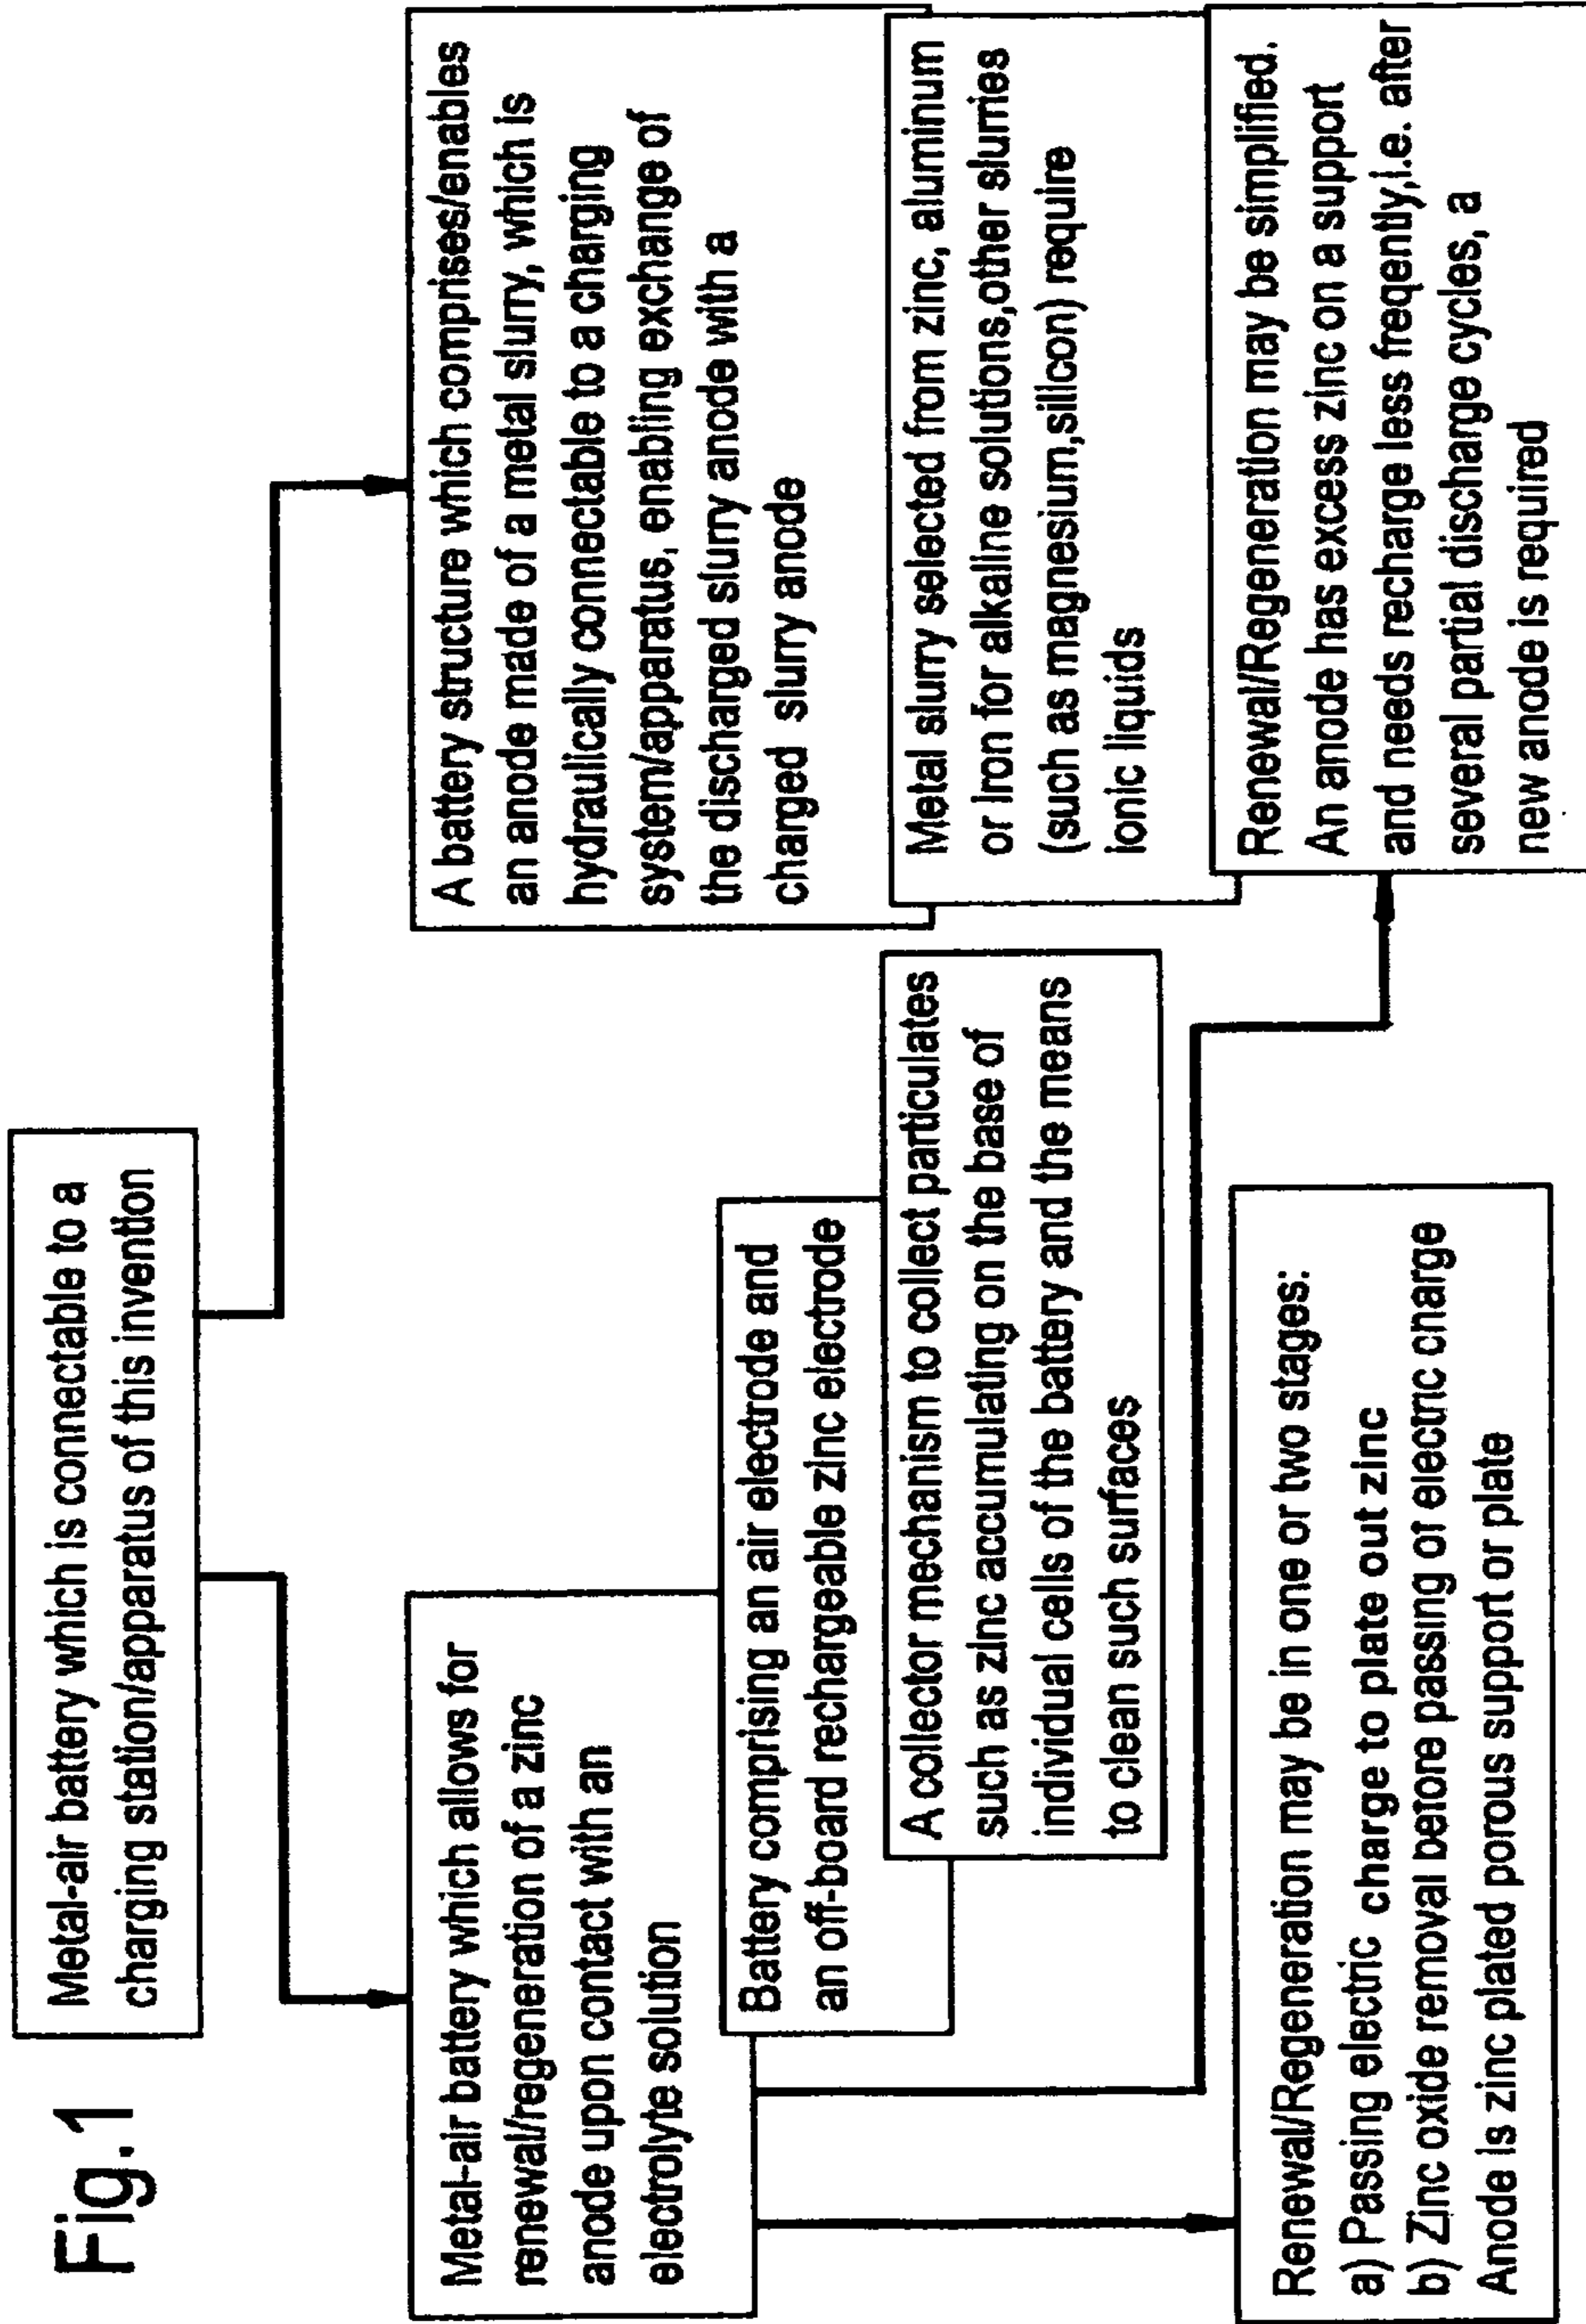 Fig.1
Metal-air battery which is connectable to a
charging station/apparatus of this invention
Metal-air battery which allows for
renewal/regeneration of a zinc
anode upon contact with an
electrolyte solution
Battery comprising an air electrode and
an off-board rechargeable zinc electrode
A collector mechanism to collect particulates
such as zinc accumulating on the base of
individual cells of the battery and the means
to clean such surfaces
Renewal/Regeneration may be in one or two stages:
a) Passing electric charge to plate out zinc
b) Zinc oxide removal before passing of electric charge
Anode is zinc plated porous support or plate
A battery structure which comprises/enables
an anode made of a metal slurry, which is
hydraulically connectable to a charging
system/apparatus, enabling exchange of
the discharged slurry anode with a
charged slurry anode
Metal slurry selected from zinc, aluminum
or Iron for alkaline solutions,other slurries
(such as magnesium,silicon) require
ionic liquids
Renewal/Regeneration may be simplified.
An anode has excess zinc on a support
and needs recharge less freqently,i.e. after
several partial discharge cycles, a
new anode is required